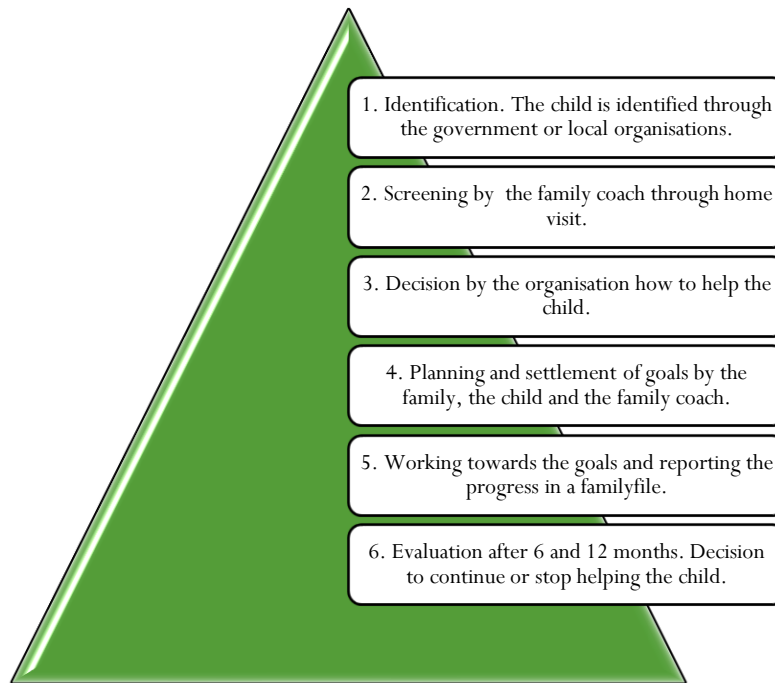 1. Identification. The child is identified through
the government or local organisations.
2. Screening by the family coach through home
visit.
3. Decision by the organisation how to help the
child.
4. Planning and settlement of goals by the
family, the child and the family coach.
5. Working towards the goals and reporting the
progress in a familyfile.
6. Evaluation after 6 and 12 months. Decision
to continue or stop helping the child.